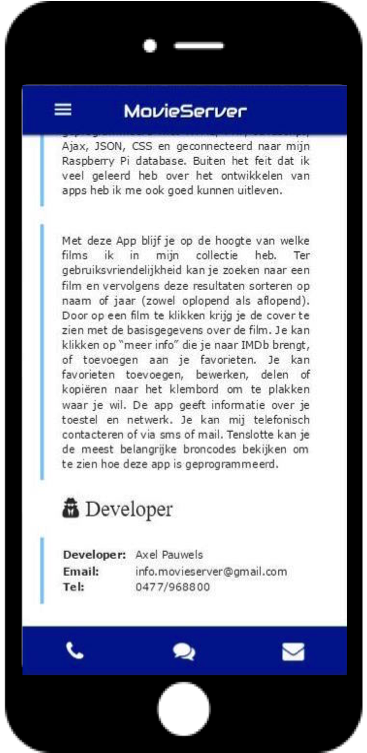 MovieServer
Ajax, JSON, CSS en geconnecteerd naar mijn
Raspberry Pi database. Buiten het feit dat ik
veel geleerd heb over het ontwikkelen van
apps heb ik me ook goed kunnen uitleven.
Met deze App blijf je op de hoogte van welke
films ik in mijn collectie heb. Ter
gebruiksvriendelijkheid kan je zoeken naar een
film en vervolgens deze resultaten sorteren op
naam of jaar (zowel oplopend als aflopend).
Door op een film te klikken krijg je de cover te
zien met de basisgegevens over de film. Je kan
klikken op “meer info” die je naar IMDb brengt,
of toevoegen aan je favorieten. Je kan
favorieten toevoegen, bewerken, delen of
kopiëren naar het klembord om te plakken
waar je wil. De app geeft informatie over je
toestel en netwerk. Je kan mij telefonisch
contacteren of via sms of mail. Tenslotte kan je
de meest belangrijke broncodes bekijken om
te zien hoe deze app is geprogrammeerd.
Developer
Developer: Axel Pauwels
Email: info.movieserver@gmail.com
Tel: 0477/968800